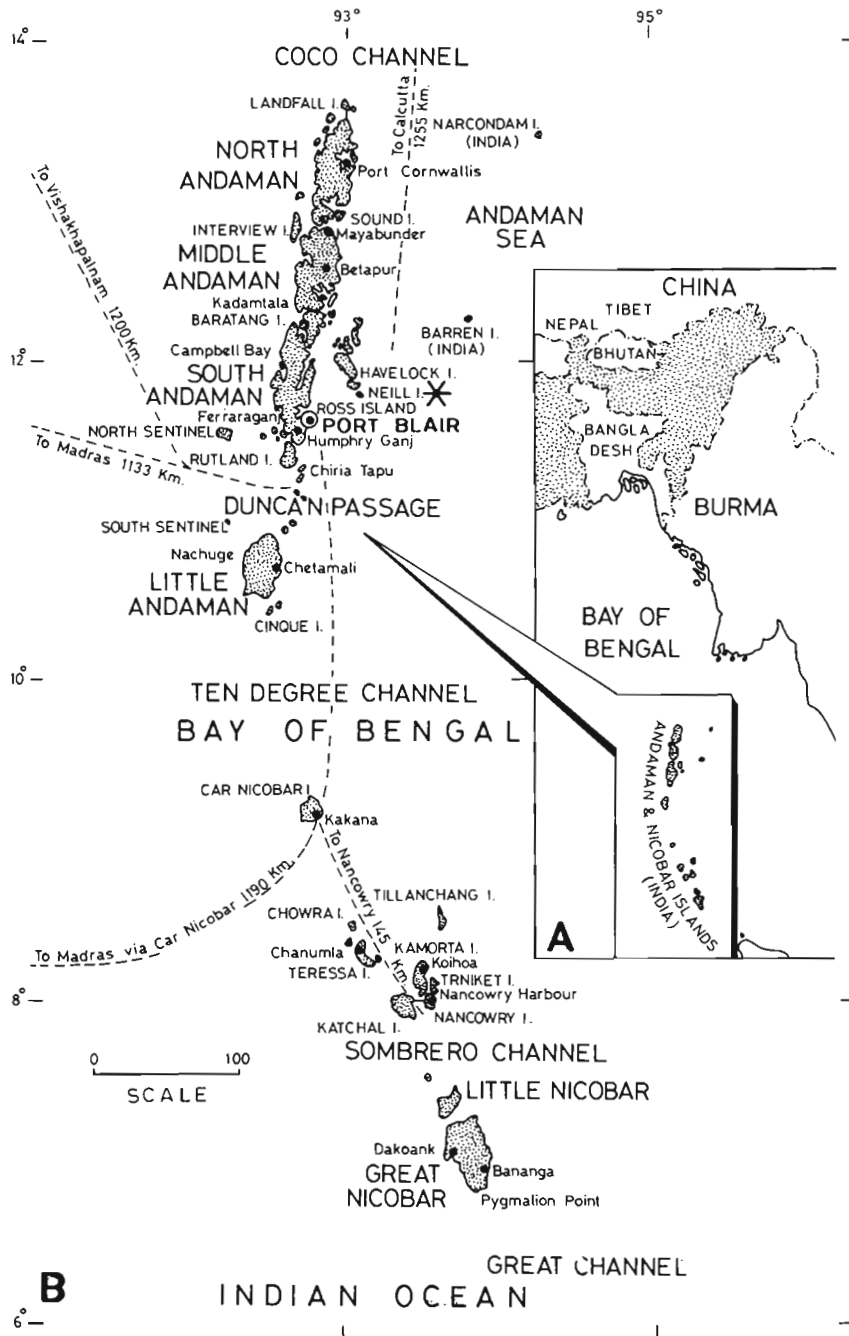 93°
95°
14°
COCO CHANNEL
LANDFALL I.
To Calcutta
1255 Km.
NARCONDAM I.
(INDIA)
NORTH
ANDAMAN
Port Cornwallis
To Vishakhapalnam 1200 Km.
SOUND I.
INTERVIEW I.
Mayabunder
ANDAMAN
SEA
MIDDLE
ANDAMAN
Betapur
Kadamtala
BARATANG I.
BARREN I.
(INDIA)
12°
Campbell Bay
HAVELOCK I.
SOUTH
ANDAMAN
NEILL I.
ROSS ISLAND
Ferraraganj
PORT BLAIR
NORTH SENTINEL
Humphry Ganj
To Madras 1133 Km.
RUTLAND I.
Chiria Tapu
DUNCAN PASSAGE
SOUTH SENTINEL
Nachuge
Chetamali
LITTLE
ANDAMAN
CINQUE I.
10°
TEN DEGREE CHANNEL
BAY OF BENGAL
CAR NICOBAR I
Kakana
To Nancowry 145 Km
To Madras via Car Nicobar 1190 Km.
TILLANCHANG I.
CHOWRA I.
Chanumla
KAMORTA I.
Koihoa
TERESSA I.
TRNIKET I.
Nancowry Harbour
8°
NANCOWRY I.
KATCHAL I.
SOMBRERO CHANNEL
0 100
SCALE
LITTLE NICOBAR
Dakoank
GREAT
NICOBAR
Bananga
Pygmalion Point
GREAT CHANNEL
B
INDIAN OCEAN
6°
CHINA
TIBET
NEPAL
BHUTAN
BANGLA
DESH
BURMA
BAY OF
BENGAL
ANDAMAN & NICOBAR ISLANDS
(INDIA)
A